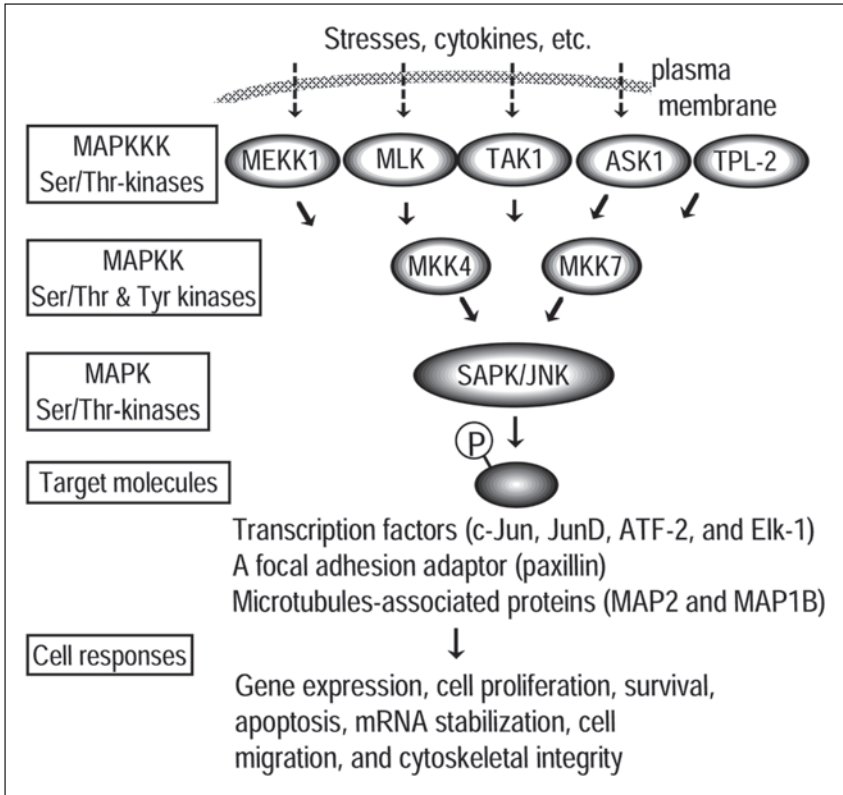 Stresses, cytokines, etc.
plasma
membrane
MAPKKK
Ser/Thr-kinases
MEKK1
MLK
TAK1
ASK1
TPL-2
MAPKK
Ser/Thr & Tyr kinases
MKK4
MKK7
MAPK
Ser/Thr-kinases
SAPK/JNK
P
Target molecules
Transcription factors (c-Jun, JunD, ATF-2, and Elk-1)
A focal adhesion adaptor (paxillin)
Microtubules-associated proteins (MAP2 and MAP1B)
Cell responses
Gene expression, cell proliferation, survival,
apoptosis, mRNA stabilization, cell
migration, and cytoskeletal integrity